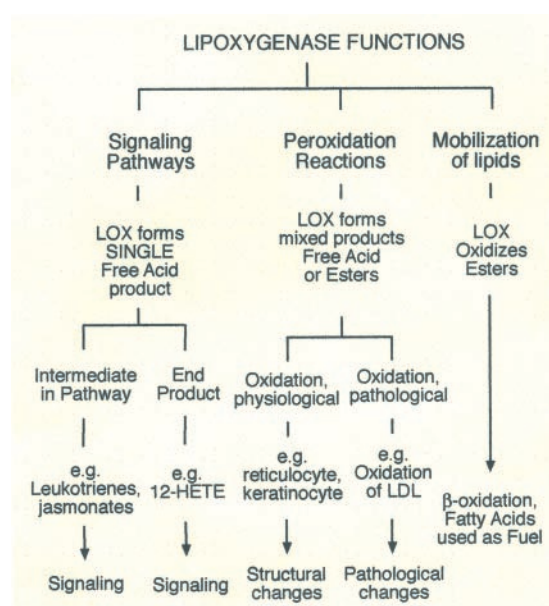 LIPOXYGENASE FUNCTIONS
Signaling
Pathways
Peroxidation
Reactions
Mobilization
of lipids
LOX forms
SINGLE
Free Acid
product
LOX forms
mixed products
Free Acid
or Esters
LOX
Oxidizes
Esters
Intermediate
in Pathway
End
Product
Oxidation,
physiological
Oxidation,
pathological
e.g.
Leukotrienes,
jasmonates
e.g.
12-HETE
e.g.
reticulocyte,
keratinocyte
e.g.
Oxidation
of LDL
β-oxidation,
Fatty Acids
used as Fuel
Signaling
Signaling
Structural
changes
Pathological
changes